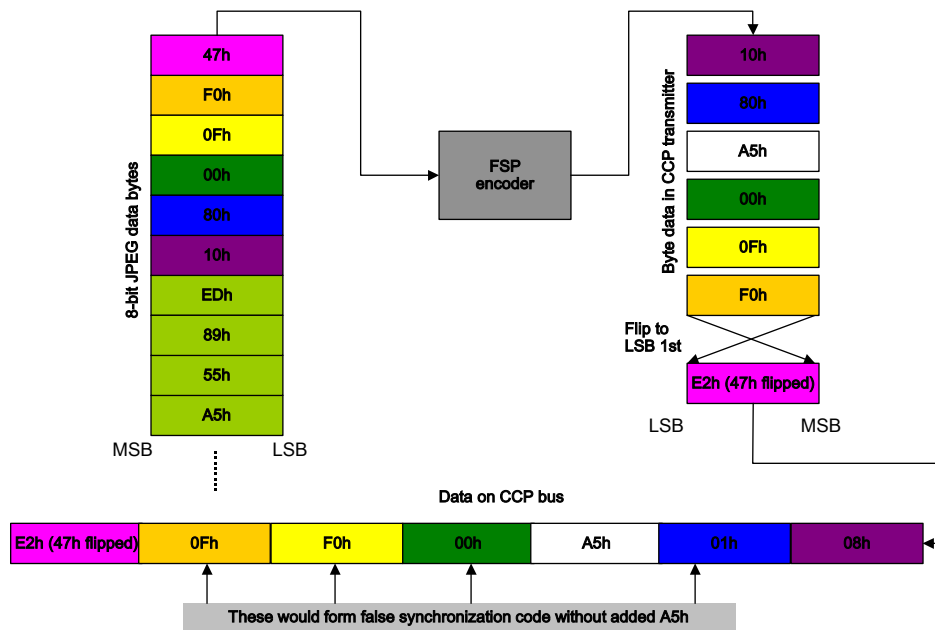 47h
F0h
0Fh
00h
80h
10h
EDh
89h
55h
A5h
8-bit JPEG data bytes
MSB
LSB
FSP
encoder
10h
80h
A5h
00h
0Fh
F0h
Byte data in CCP transmitter
Flip to
LSB 1st
E2h (47h flipped)
LSB
MSB
Data on CCP bus
E2h (47h flipped)
0Fh
F0h
00h
A5h
01h
08h
These would form false synchronization code without added A5h